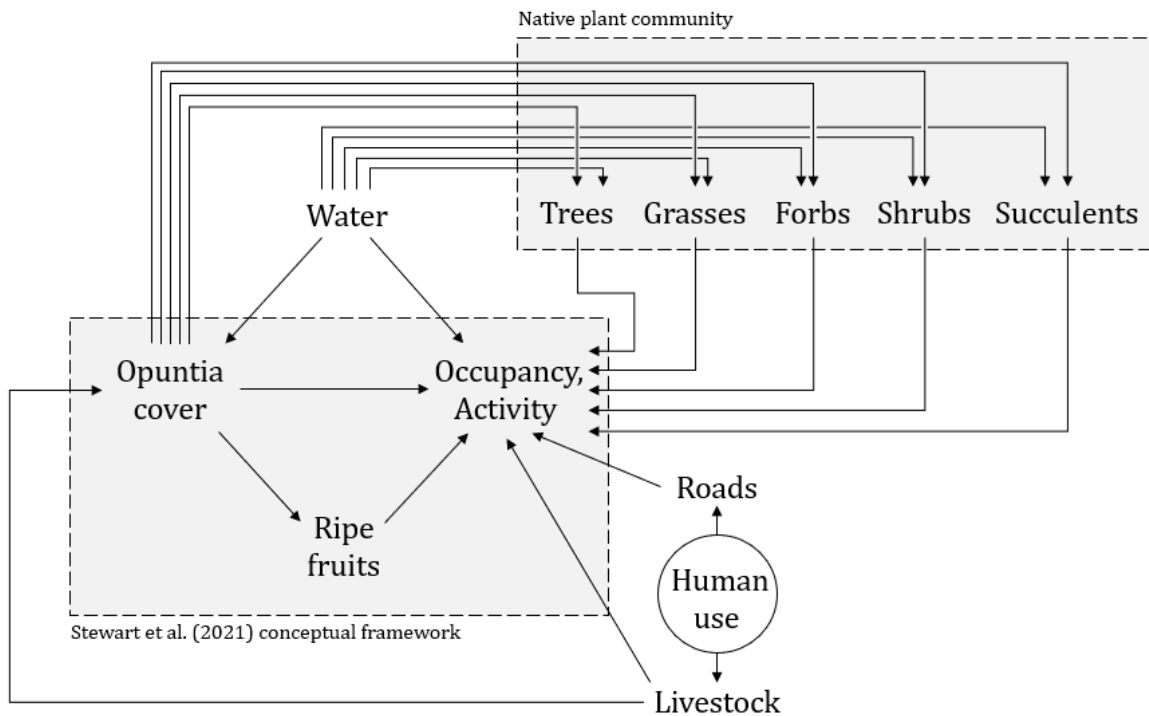 Native plant community
Water
Trees Grasses Forbs Shrubs Succulents
Opuntia
cover
Occupancy,
Activity
Ripe
fruits
Roads
Human
use
Stewart et al. (2021) conceptual framework
Livestock